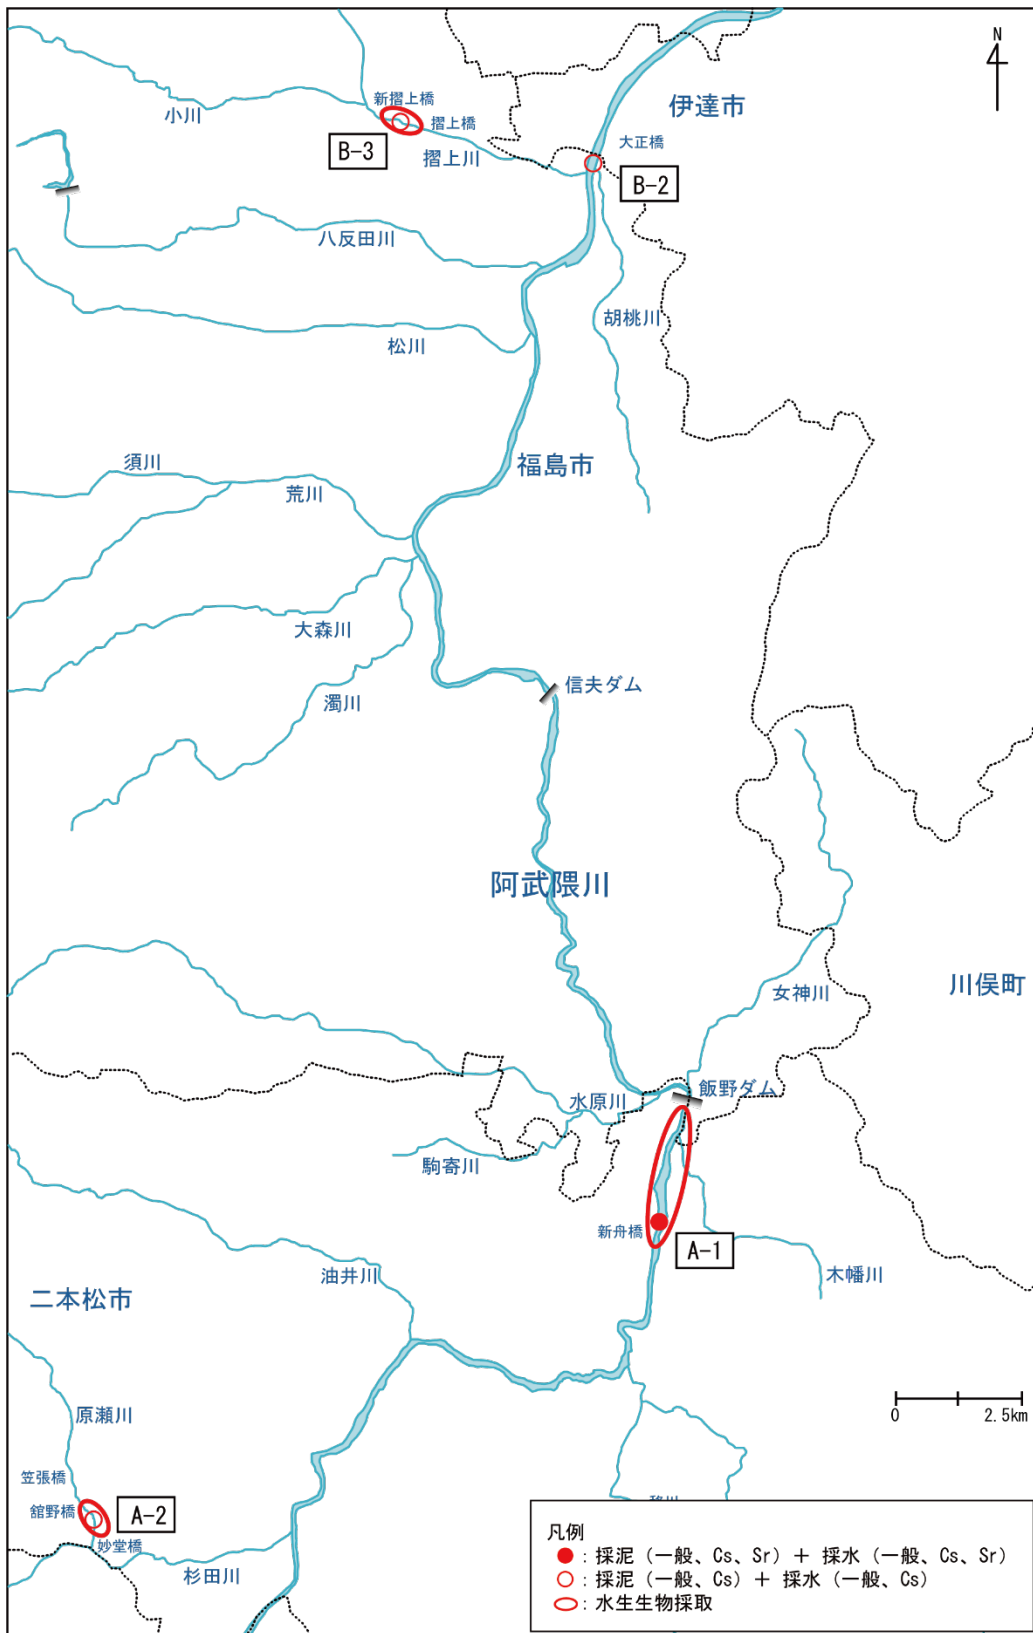 N
伊達市
新摺上橋
小川
摺上橋
大正橋
B-3
摺上川
B-2
八反田川
胡桃川
松川
須川
福島市
荒川
大森川
信夫ダム
濁川
阿武隈川
女神川
川俣町
飯野ダム
水原川
駒寄川
新舟橋
A-1
油井川
木幡川
二本松市
0 2.5km
原瀬川
笠張橋
舘野橋
A-2
妙堂橋
杉田川
凡例
: 採泥（一般、Cs、Sr）＋ 採水（一般、Cs、Sr）
: 採泥（一般、Cs）＋ 採水（一般、Cs）
: 水生生物採取